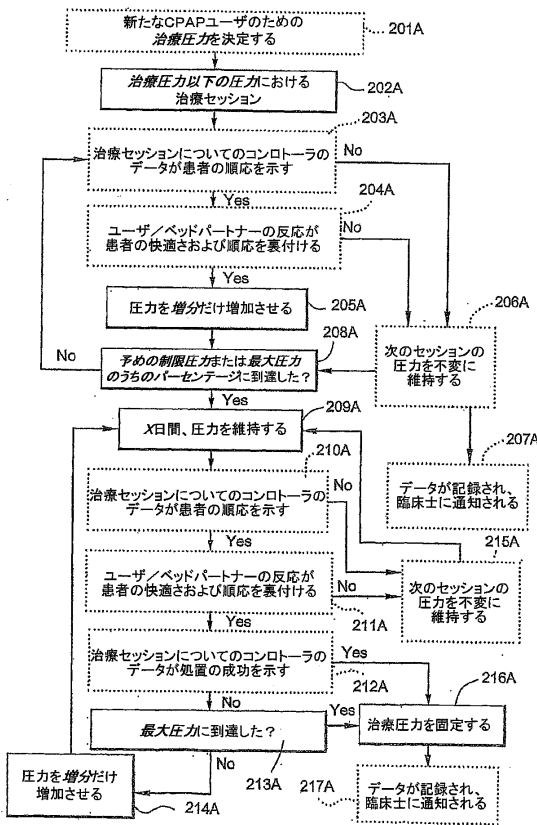 新たなCPAPユーザのための
治療圧力を決定する
201A
治療圧力以下の圧力における
治療セッション
202A
203A
治療セッションについてのコンロトーラの
データが患者の順応を示す
No
Yes
204A
ユーザ／ベッドパートナーの反応が
患者の快適さおよび順応を裏付ける
No
Yes
圧力を増分だけ増加させる
205A
206A
次のセッションの
圧力を不変に
維持する
208A
予めの制限圧力または最大圧力
のうちのパーセンテージに到達した？
No
Yes
209A
X日間、圧力を維持する
207A
データが記録され、
臨床士に通知される
210A
治療セッションについてのコンロトーラの
データが患者の順応を示す
No
Yes
215A
次のセッションの
圧力を不変に
維持する
ユーザ／ベッドパートナーの反応が
患者の快適さおよび順応を裏付ける
No
211A
Yes
治療セッションについてのコンロトーラの
データが処置の成功を示す
Yes
212A
No
216A
治療圧力を固定する
最大圧力に到達した？
Yes
213A
No
圧力を増分だけ
増加させる
214A
217A
データが記録され、
臨床士に通知される